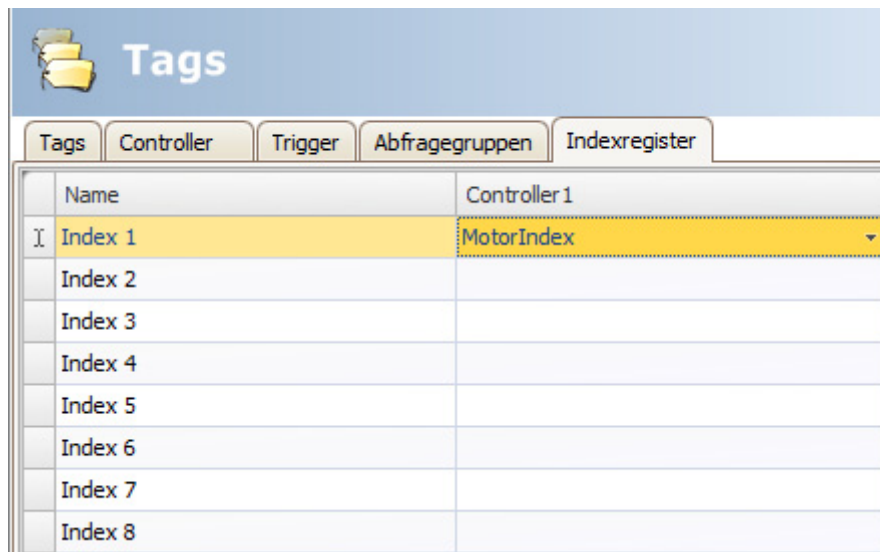 Tags
Tags Controller Trigger Abfragegruppen Indexregister
Name Controller1
Index 1 MotorIndex
Index 2
Index 3
Index 4
Index 5
Index 6
Index 7
Index 8